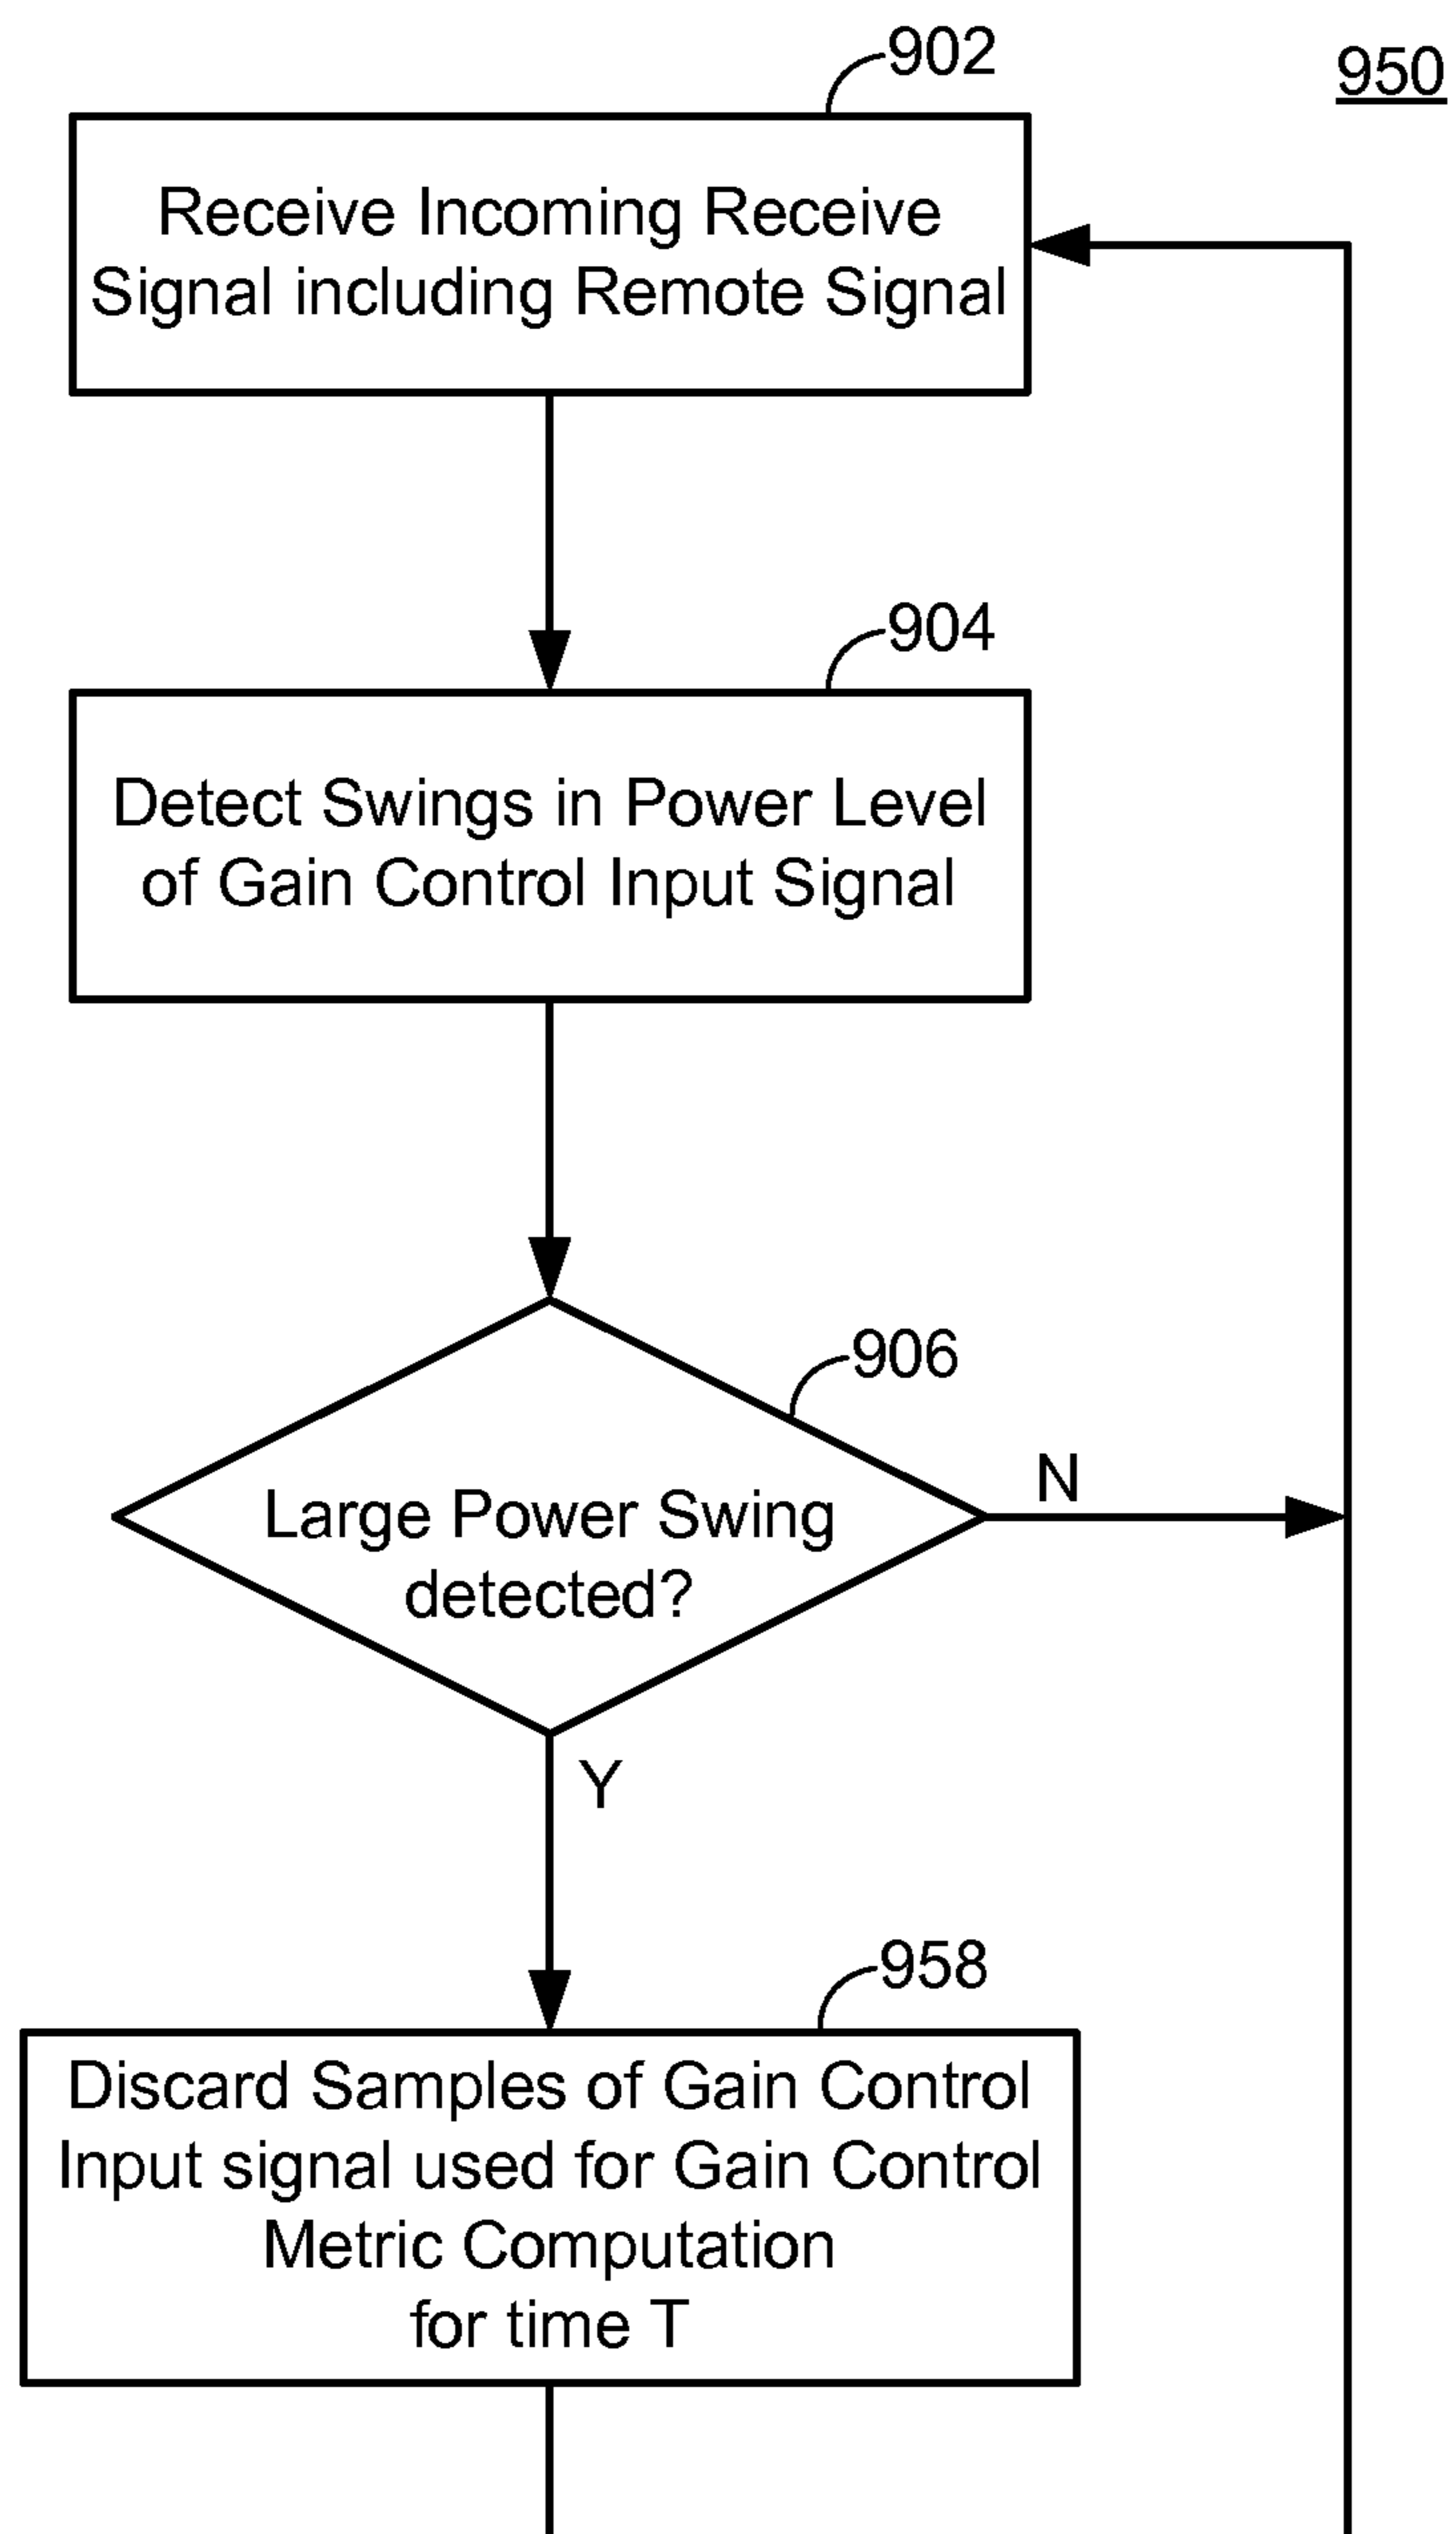 902
950
Receive Incoming Receive
Signal including Remote Signal
904
Detect Swings in Power Level
of Gain Control Input Signal
906
N
Large Power Swing
detected?
Y
958
Discard Samples of Gain Control
Input signal used for Gain Control
Metric Computation
for time T